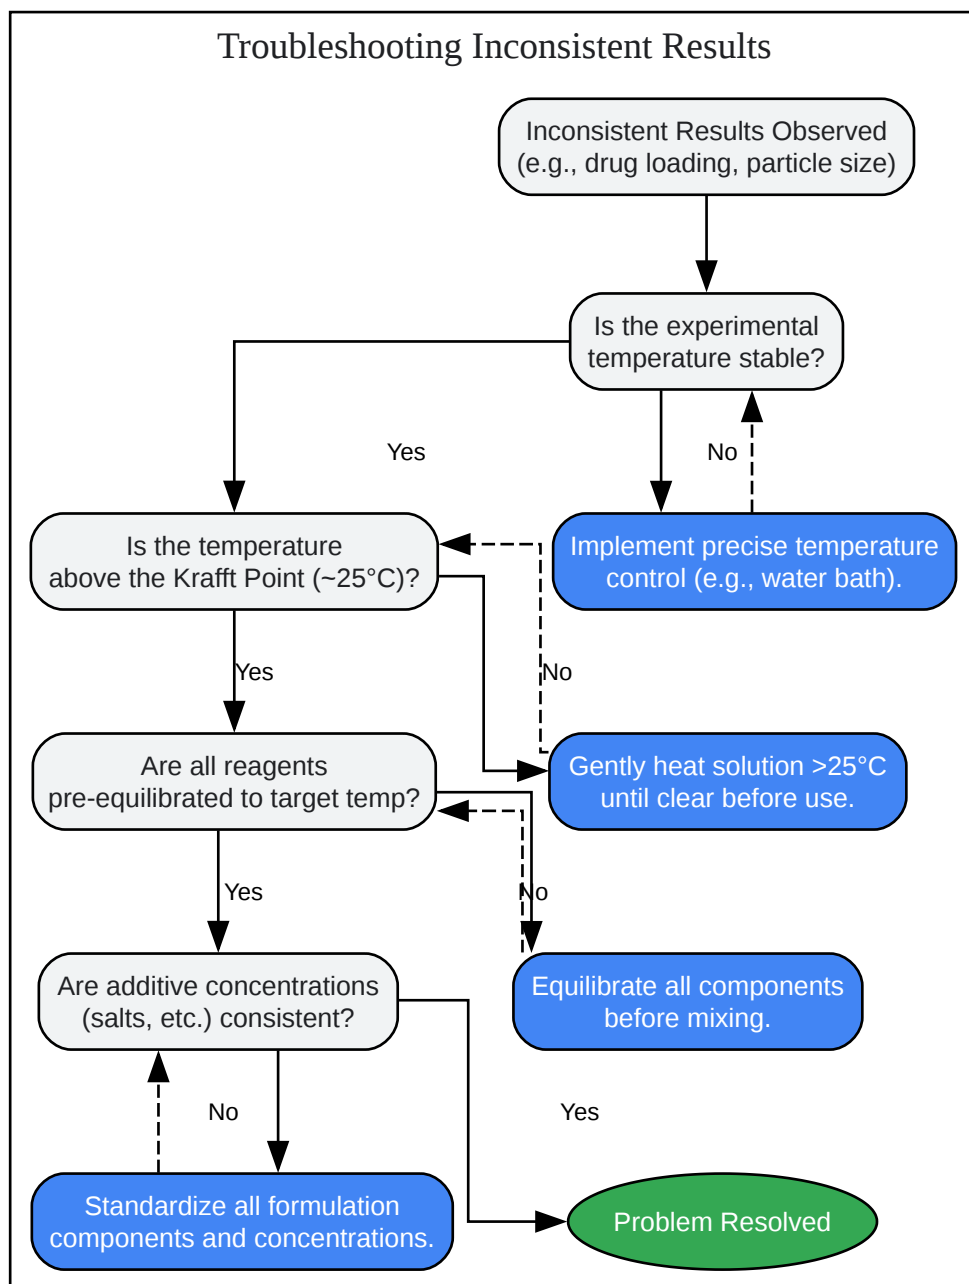 Troubleshooting Inconsistent Results
Inconsistent Results Observed
(e.g., drug loading, particle size)
Is the experimental
temperature stable?
Yes
No
Is the temperature
above the Krafft Point (~25°C)?
Implement precise temperature
control (e.g., water bath).
Yes
No
Are all reagents
pre-equilibrated to target temp?
Gently heat solution >25°C
until clear before use.
Yes
No
Are additive concentrations
(salts, etc.) consistent?
Equilibrate all components
before mixing.
No
Yes
Standardize all formulation
components and concentrations.
Problem Resolved